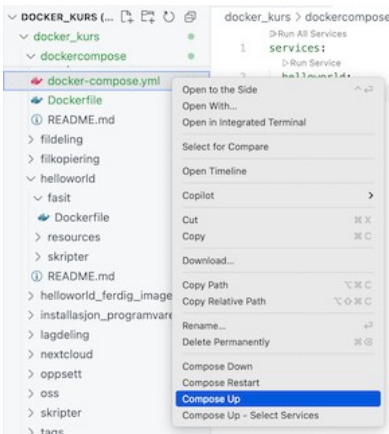 DOCKER_KURS (...
docker_kurs
dockercompose
docker-compose.yml
Dockerfile
README.md
fildeling
filkopiering
helloworld
fasit
Dockerfile
resources
skripter
README.md
helloworld_ferdig_image
installasjon_programvare
lagdeling
nextcloud
oppsett
oss
skripter
tags
docker_kurs > dockercompose
Run All Services
1 services:
Run Service
helloworld:
Open to the Side ^⏎
Open With...
Open in Integrated Terminal
Select for Compare
Open Timeline
Copilot >
Cut ⌘ X
Copy ⌘ C
Download...
Copy Path ⌥ ⌘ C
Copy Relative Path ⌥ ⇧ ⌘ C
Rename... ⏎
Delete Permanently ⌘ ⌫
Compose Down
Compose Restart
Compose Up
Compose Up - Select Services